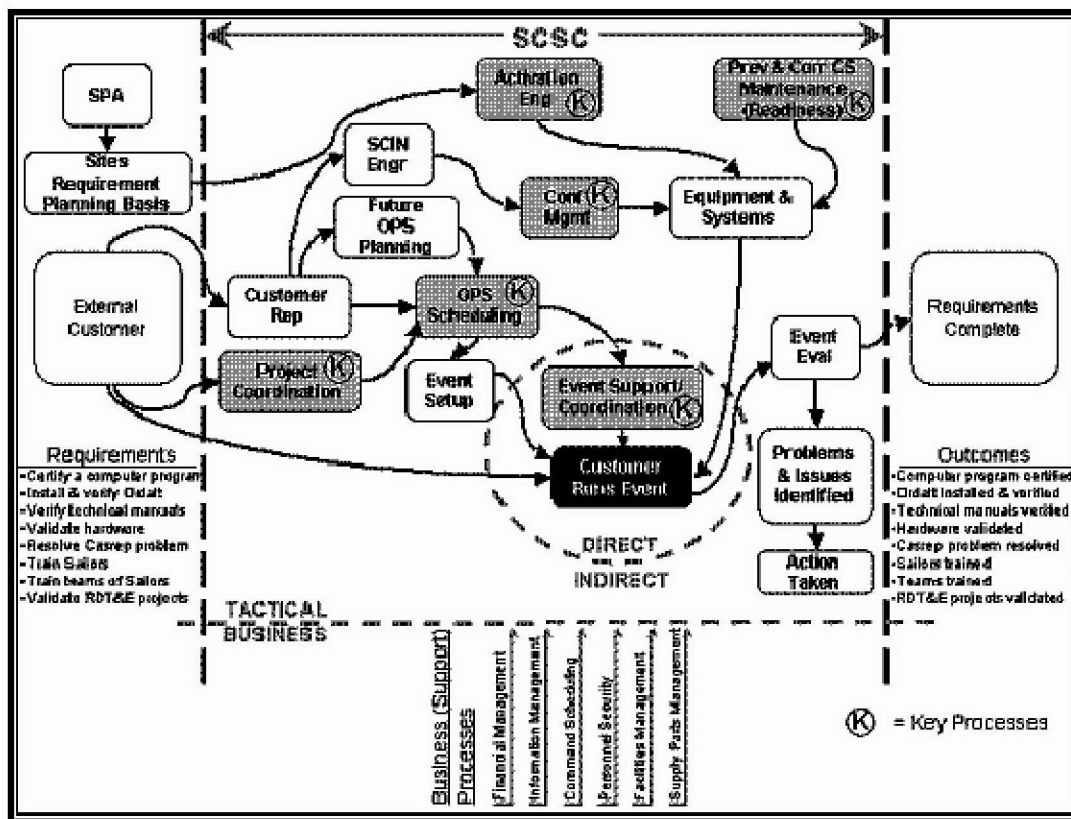 SCSC
SPA
Sites
Requirement
Planning Basis
Activation
Eng K
Prev & Corr CS
Maintenance
(Readiness) K
SCIN
Engr
Conf K
Mgmt
Equipment &
Systems
Future
OPS
Planning
External
Customer
Customer
Rep
OPS K
Scheduling
Project K
Coordination
Event
Setup
Event Support/
Coordination K
Customer
Runs Event
DIRECT
INDIRECT
Event
Eval
Requirements
Complete
Problems
& Issues
Identified
Action
Taken
Requirements
-Certify a computer program
-Install & verify Ordalt
-Verify technical manuals
-Validate hardware
-Resolve Casrep problem
-Train Sailors
-Train teams of Sailors
-Validate RDT&E projects
Outcomes
-Computer program certified
-Ordalt installed & verified
-Technical manuals verified
-Hardware validated
-Casrep problem resolved
-Sailors trained
-Teams trained
-RDT&E projects validated
TACTICAL
BUSINESS
Business (Support)
Processes
Financial Management
Information Management
Command Scheduling
Personnel Security
Facilities Management
Supply Parts Management
K = Key Processes